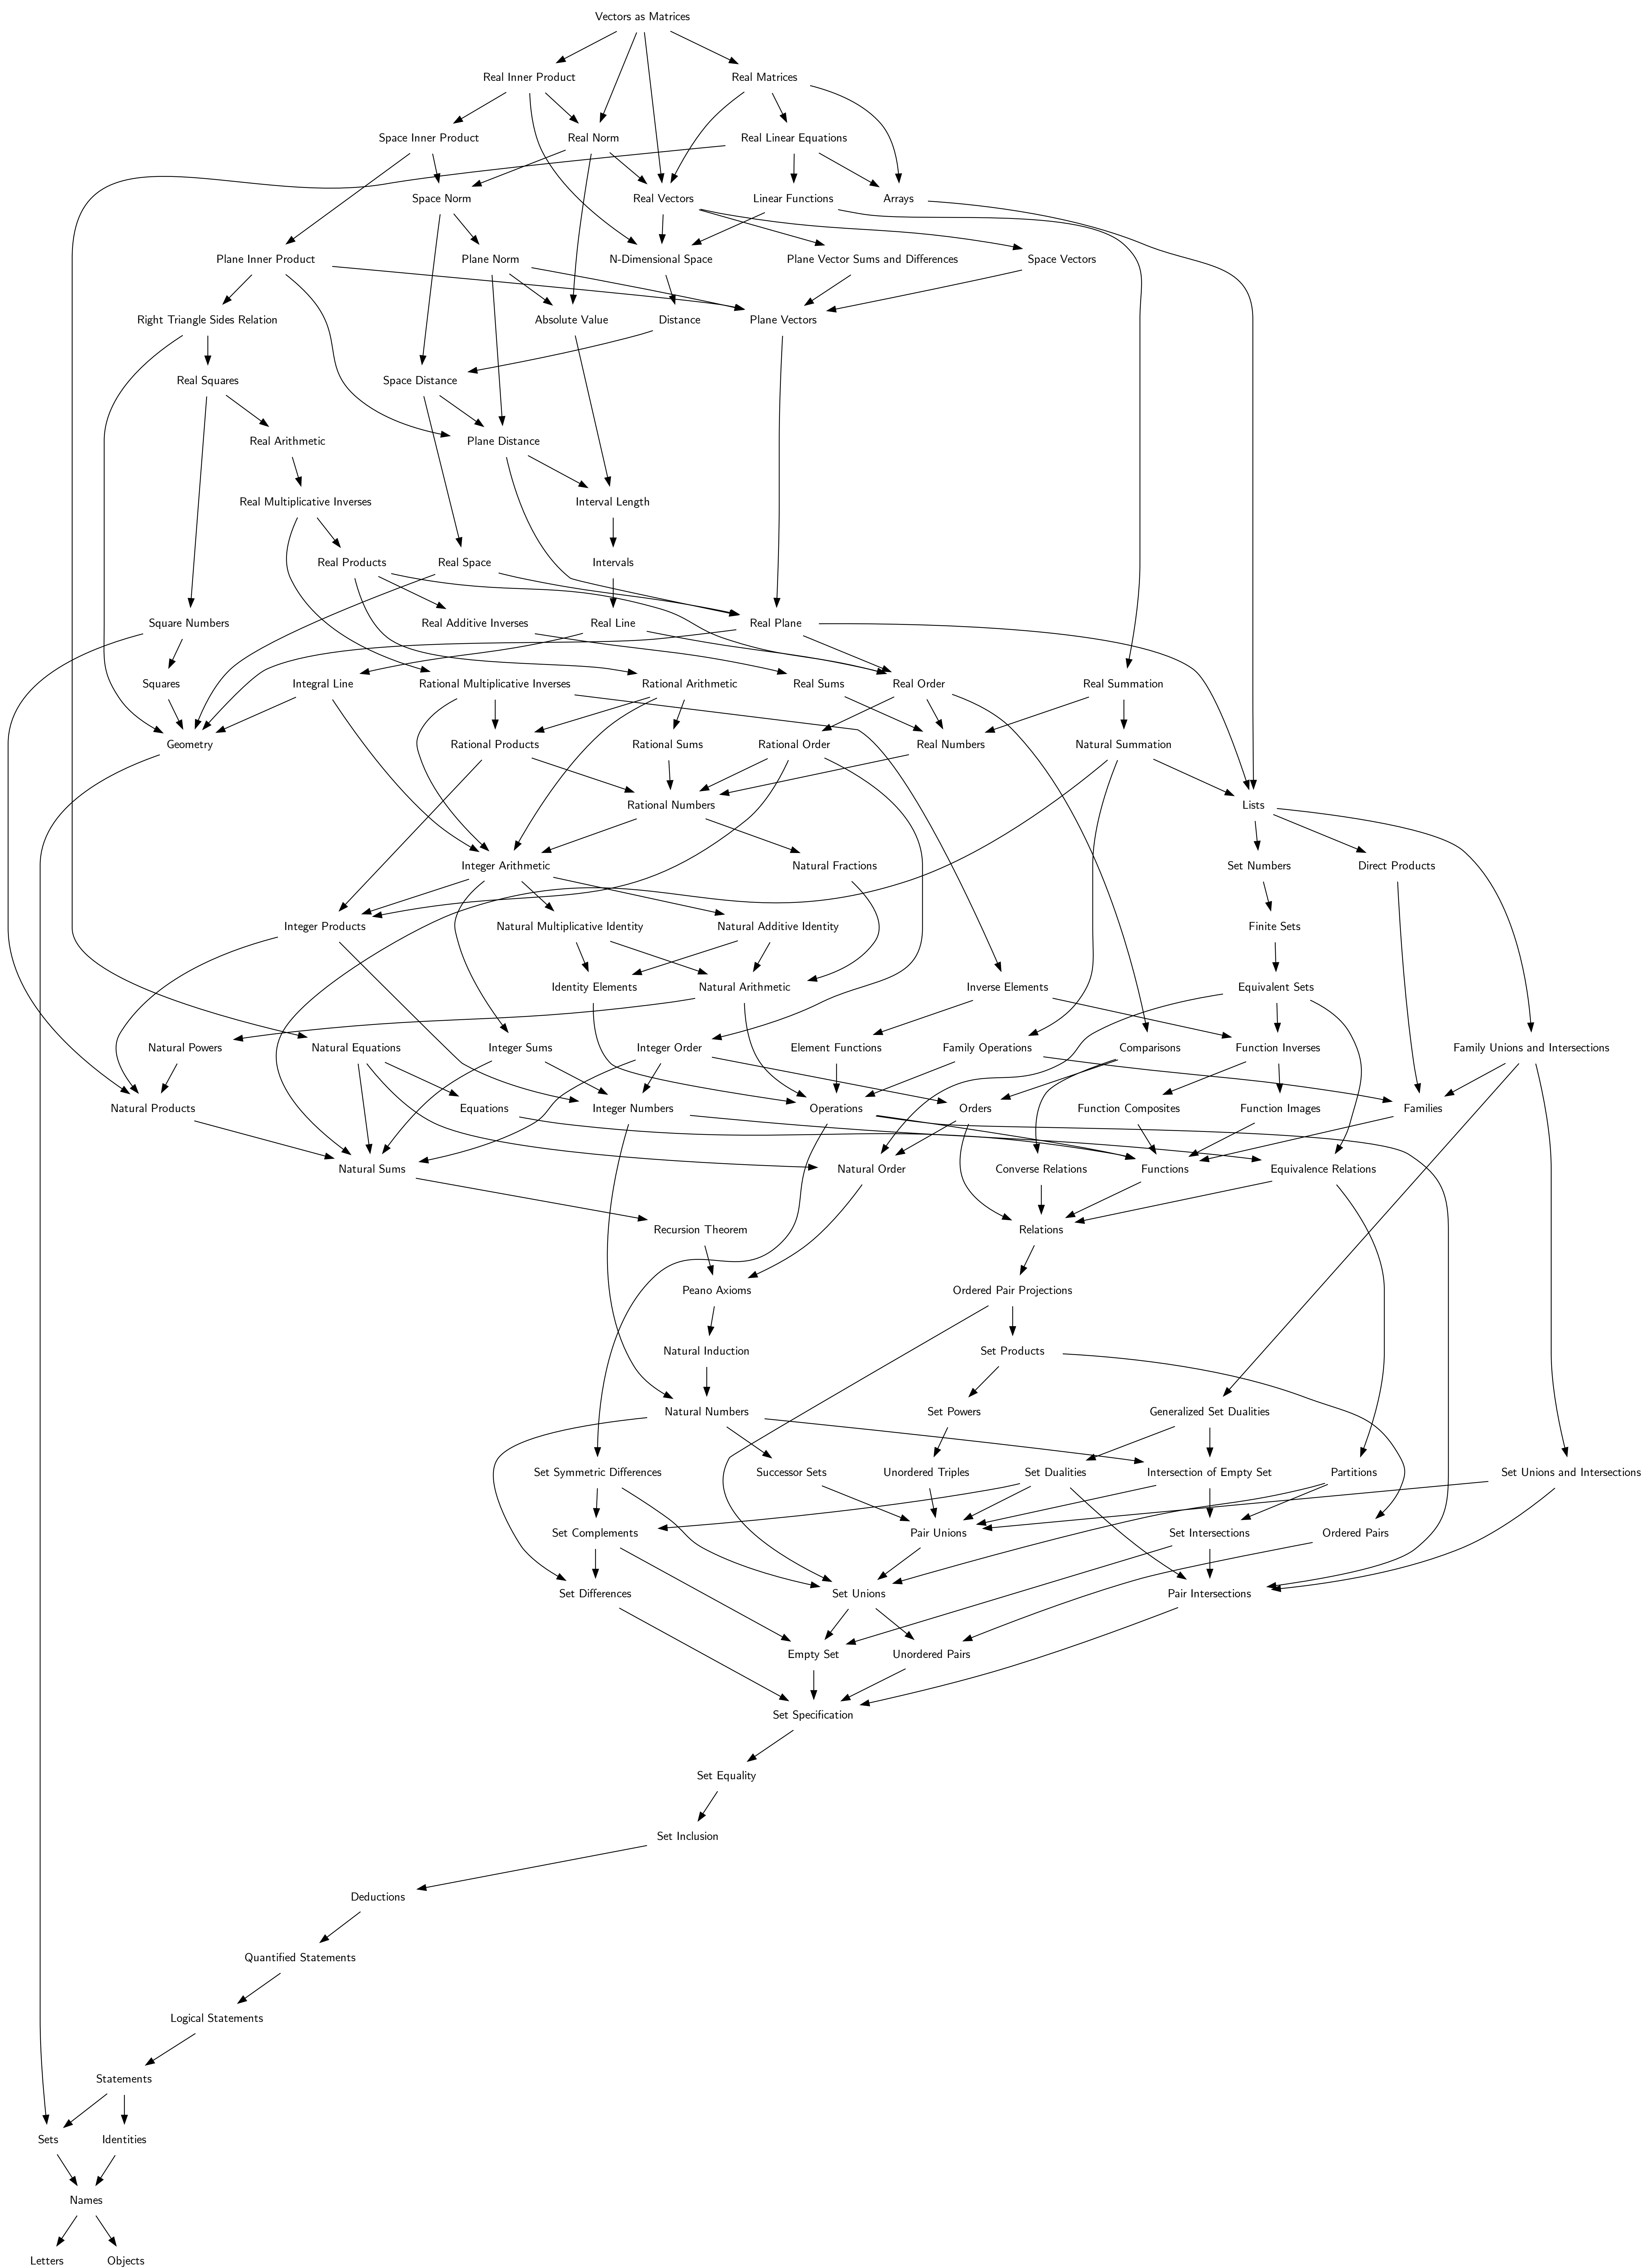 Vectors as Matrices
Real Inner Product
Real Matrices
Space Inner Product
Real Norm
Real Linear Equations
Space Norm
Real Vectors
Linear Functions
Arrays
Plane Inner Product
Plane Norm
N-Dimensional Space
Plane Vector Sums and Differences
Space Vectors
Right Triangle Sides Relation
Absolute Value
Distance
Plane Vectors
Real Squares
Space Distance
Real Arithmetic
Plane Distance
Real Multiplicative Inverses
Interval Length
Real Products
Real Space
Intervals
Square Numbers
Real Additive Inverses
Real Line
Real Plane
Squares
Integral Line
Rational Multiplicative Inverses
Rational Arithmetic
Real Sums
Real Order
Real Summation
Geometry
Rational Products
Rational Sums
Rational Order
Real Numbers
Natural Summation
Rational Numbers
Lists
Integer Arithmetic
Natural Fractions
Set Numbers
Direct Products
Integer Products
Natural Multiplicative Identity
Natural Additive Identity
Finite Sets
Identity Elements
Natural Arithmetic
Inverse Elements
Equivalent Sets
Natural Powers
Natural Equations
Integer Sums
Integer Order
Element Functions
Family Operations
Comparisons
Function Inverses
Family Unions and Intersections
Natural Products
Equations
Integer Numbers
Operations
Orders
Function Composites
Function Images
Families
Natural Sums
Natural Order
Converse Relations
Functions
Equivalence Relations
Recursion Theorem
Relations
Peano Axioms
Ordered Pair Projections
Natural Induction
Set Products
Natural Numbers
Set Powers
Generalized Set Dualities
Set Symmetric Differences
Successor Sets
Unordered Triples
Set Dualities
Intersection of Empty Set
Partitions
Set Unions and Intersections
Set Complements
Pair Unions
Set Intersections
Ordered Pairs
Set Differences
Set Unions
Pair Intersections
Empty Set
Unordered Pairs
Set Specification
Set Equality
Set Inclusion
Deductions
Quantified Statements
Logical Statements
Statements
Sets
Identities
Names
Letters
Objects